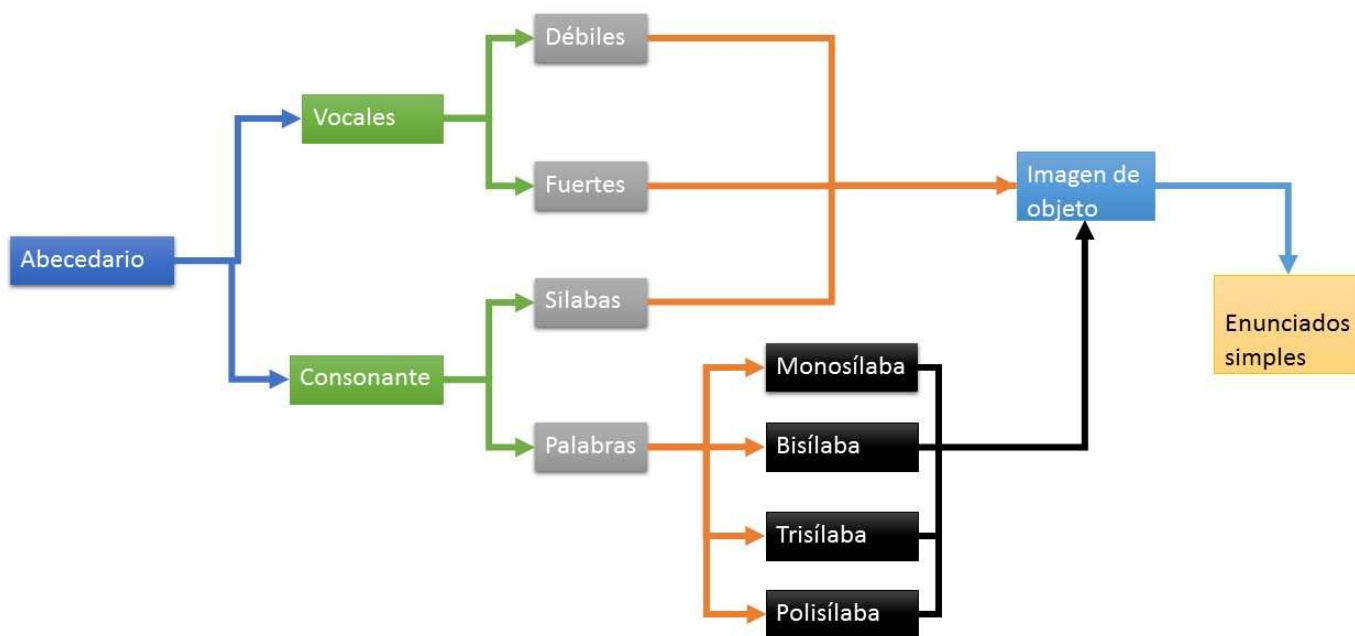 Débiles
Vocales
Fuertes
Imagen de
objeto
Abecedario
Silabas
Enunciados
simples
Consonante
Monosílaba
Palabras
Bisílaba
Trisílaba
Polisílaba